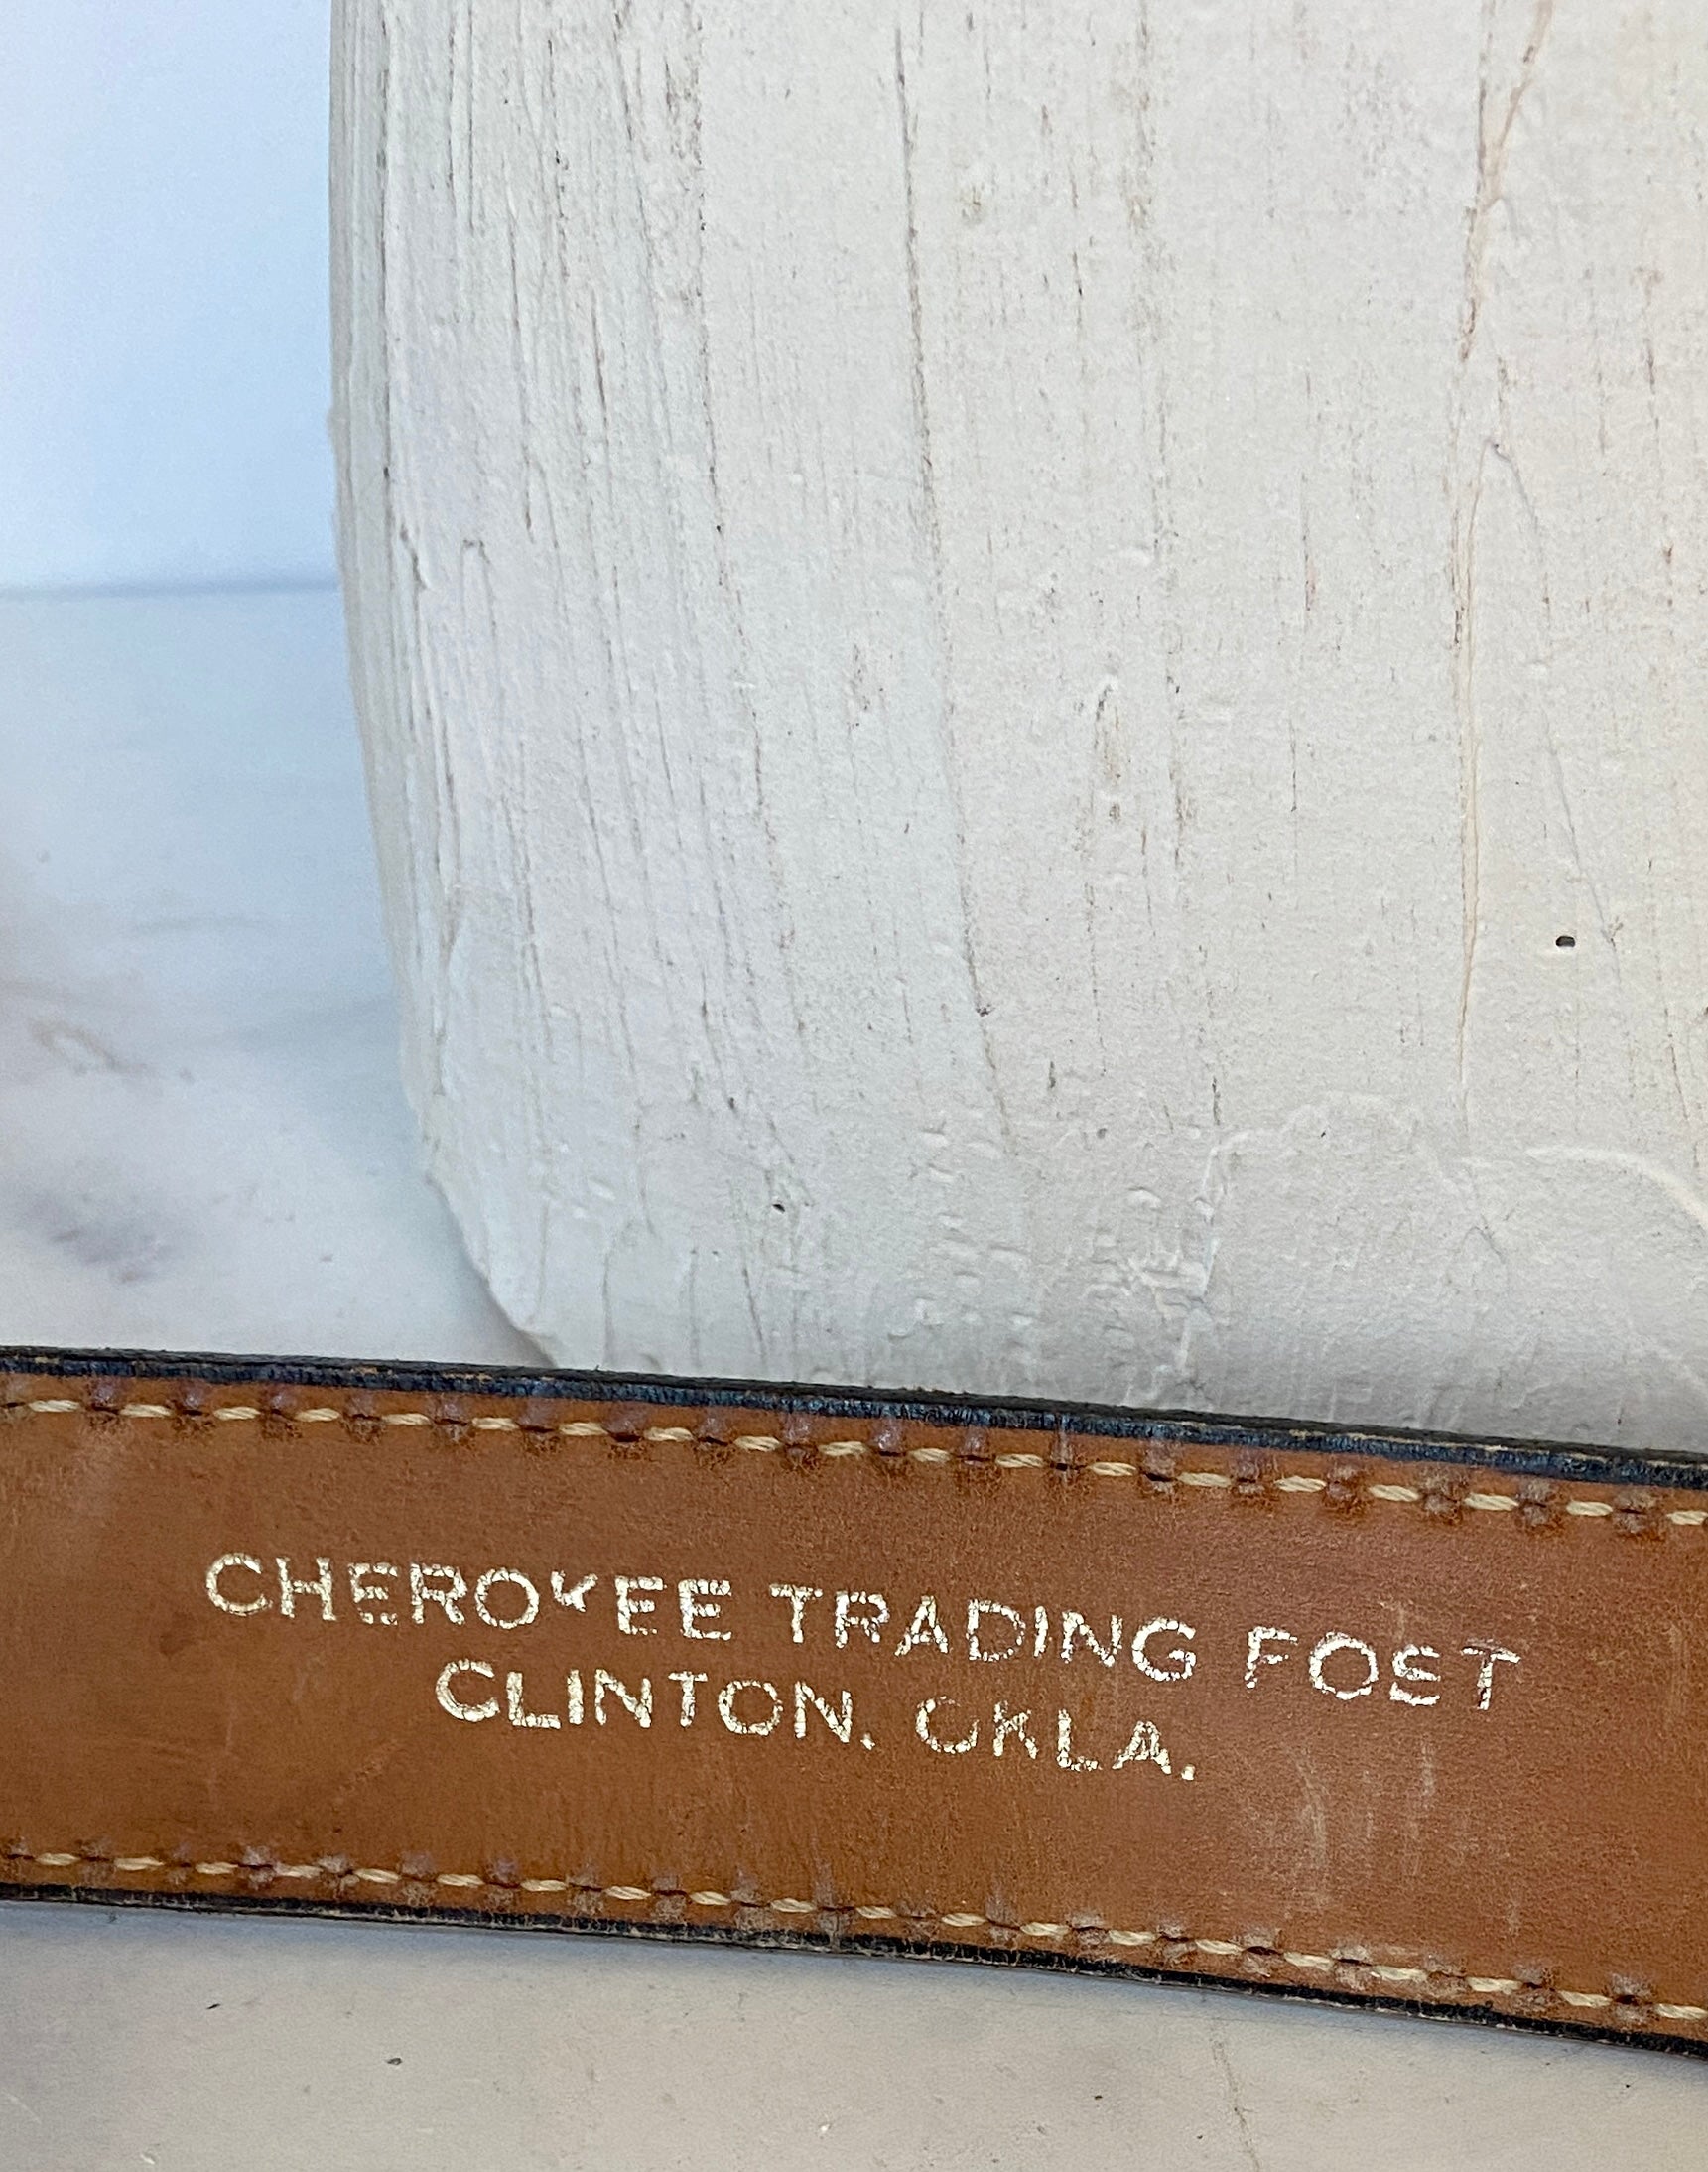 CHEROKEE TRADING POST
CLINTON, OKLA.